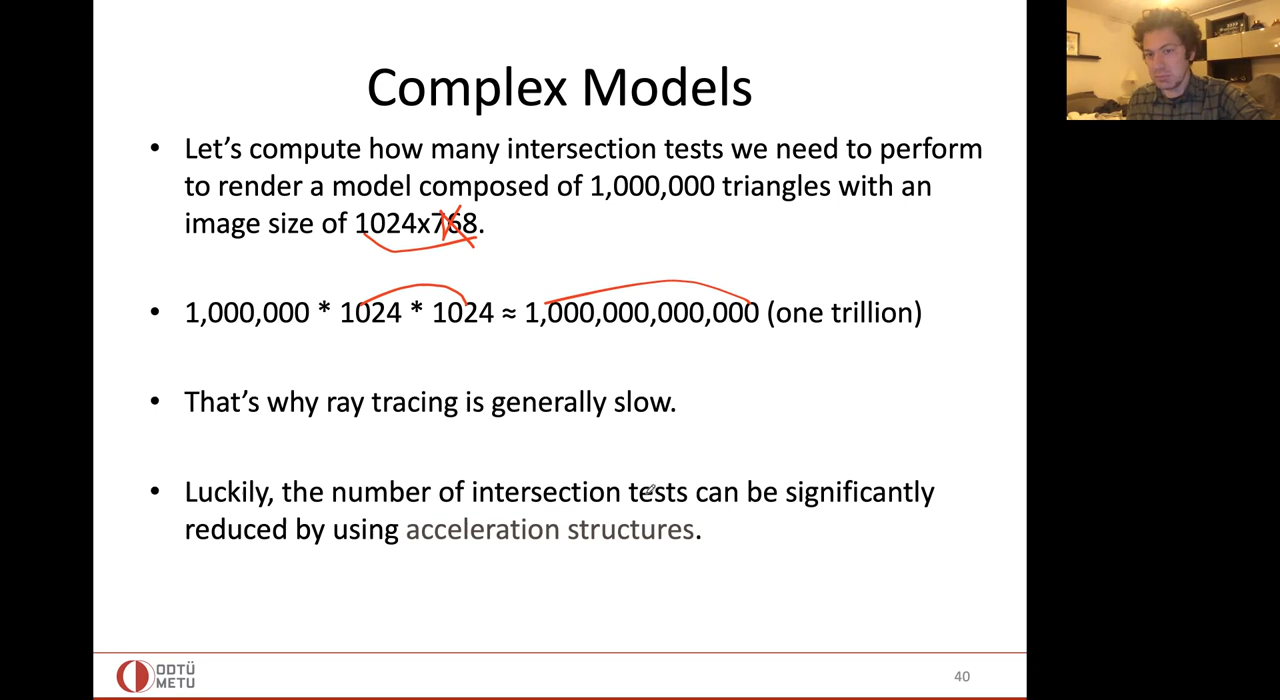 Complex Models
• Let's compute how many intersection tests we need to perform
to render a model composed of 1,000,000 triangles with an
image size of 1024x768.
• 1,000,000 * 1024 * 1024 ≈ 1,000,000,000,000 (one trillion)
• That's why ray tracing is generally slow.
• Luckily, the number of intersection tests can be significantly
reduced by using acceleration structures.
ODTÜ
METU
40